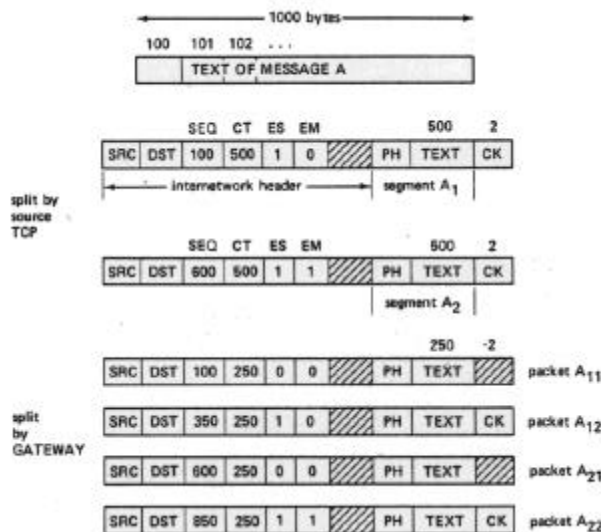 1000 bytes
100 101 102 ...
TEXT OF MESSAGE A
SEQ CT ES EM 500 2
SRC DST 100 500 1 0 PH TEXT CK
split by
source
TCP
internetwork header
segment A1
SEQ CT ES EM 600 2
SRC DST 600 500 1 1 PH TEXT CK
segment A2
250 -2
SRC DST 100 250 0 0 PH TEXT packet A11
split
by
GATEWAY
SRC DST 350 250 1 0 PH TEXT CK packet A12
SRC DST 600 250 0 0 PH TEXT packet A21
SRC DST 850 250 1 1 PH TEXT CK packet A22